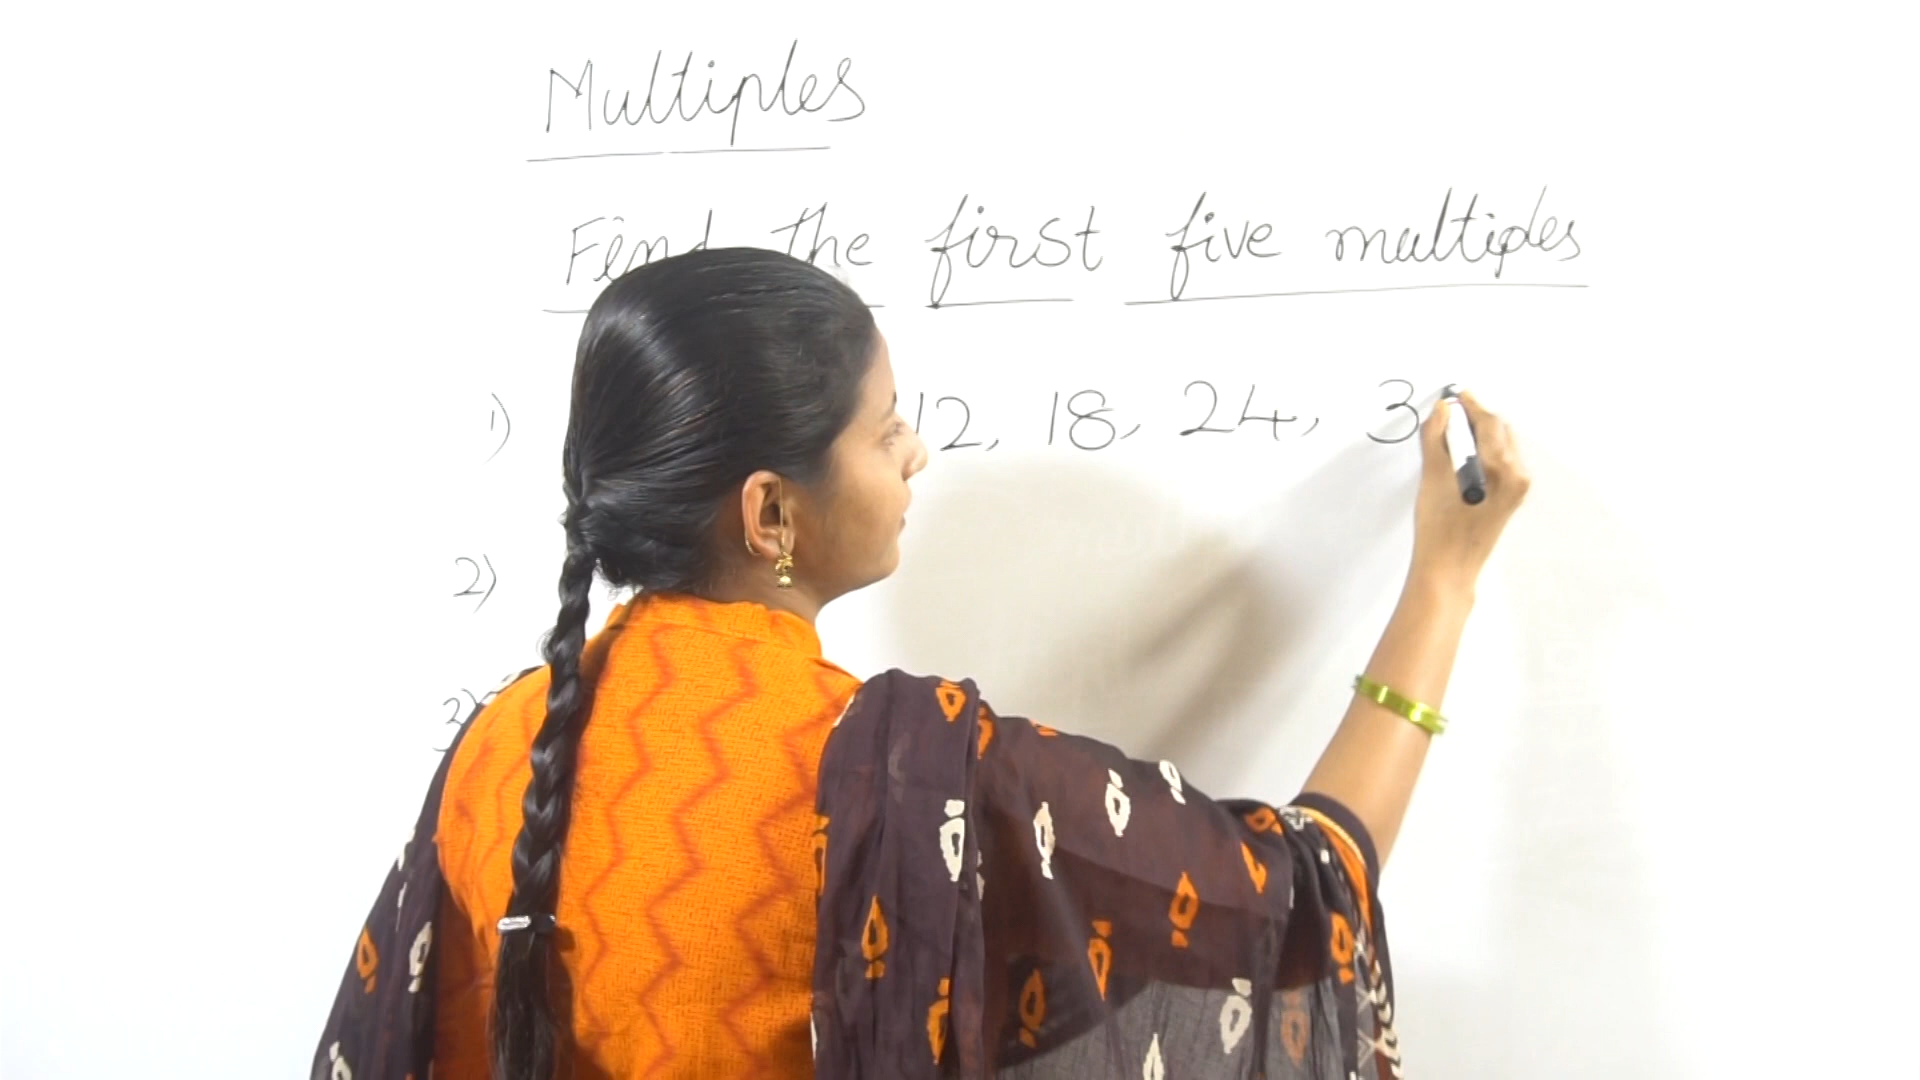 Multiples
Find the first five multiples
1) 12, 18, 24, 3
2)
3)